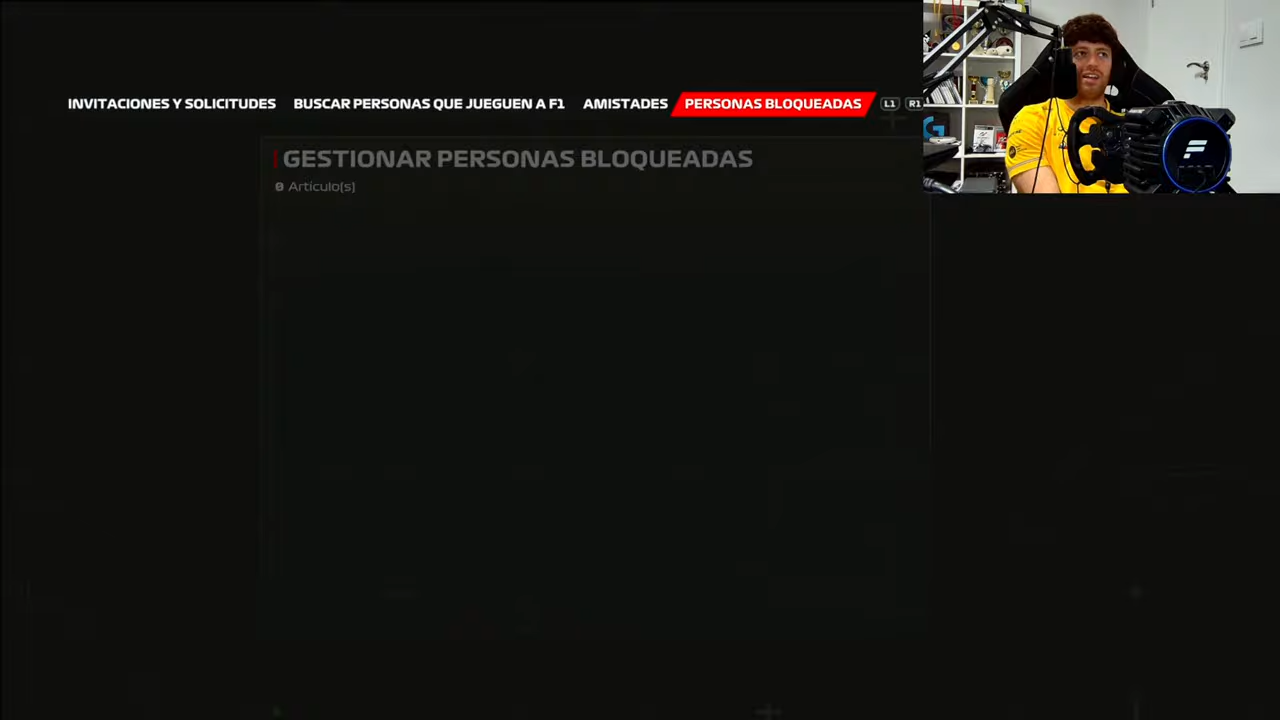 INVITACIONES Y SOLICITUDES BUSCAR PERSONAS QUE JUEGUEN A F1 AMISTADES PERSONAS BLOQUEADAS L1 R1
GESTIONAR PERSONAS BLOQUEADAS
0 Artículo(s)